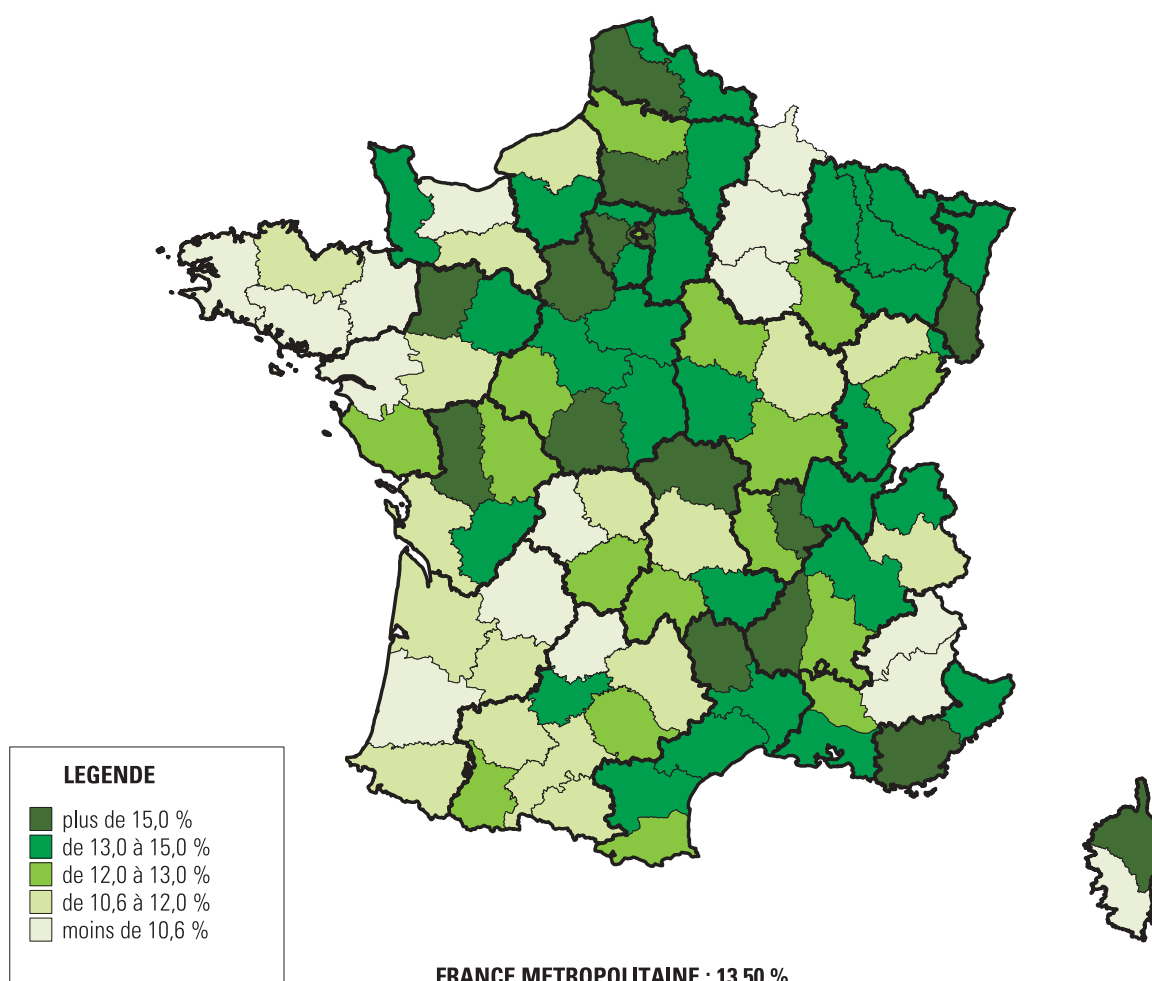 LEGENDE
plus de 15,0 %
de 13,0 à 15,0 %
de 12,0 à 13,0 %
de 10,6 à 12,0 %
moins de 10,6 %
FRANCE METROPOLITAINE : 13,50 %